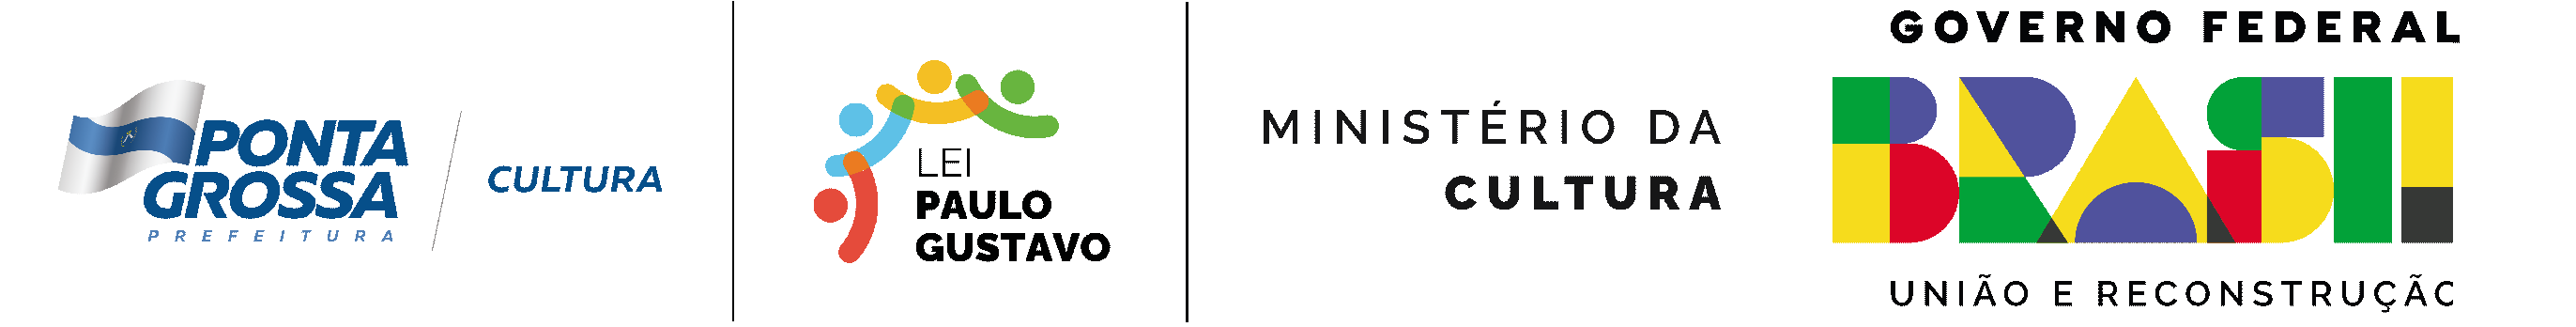 PONTA
GROSSA
PREFEITURA
CULTURA
LEI
PAULO
GUSTAVO
MINISTÉRIO DA
CULTURA
GOVERNO FEDERAL
BRASIL
UNIÃO E RECONSTRUÇÃO